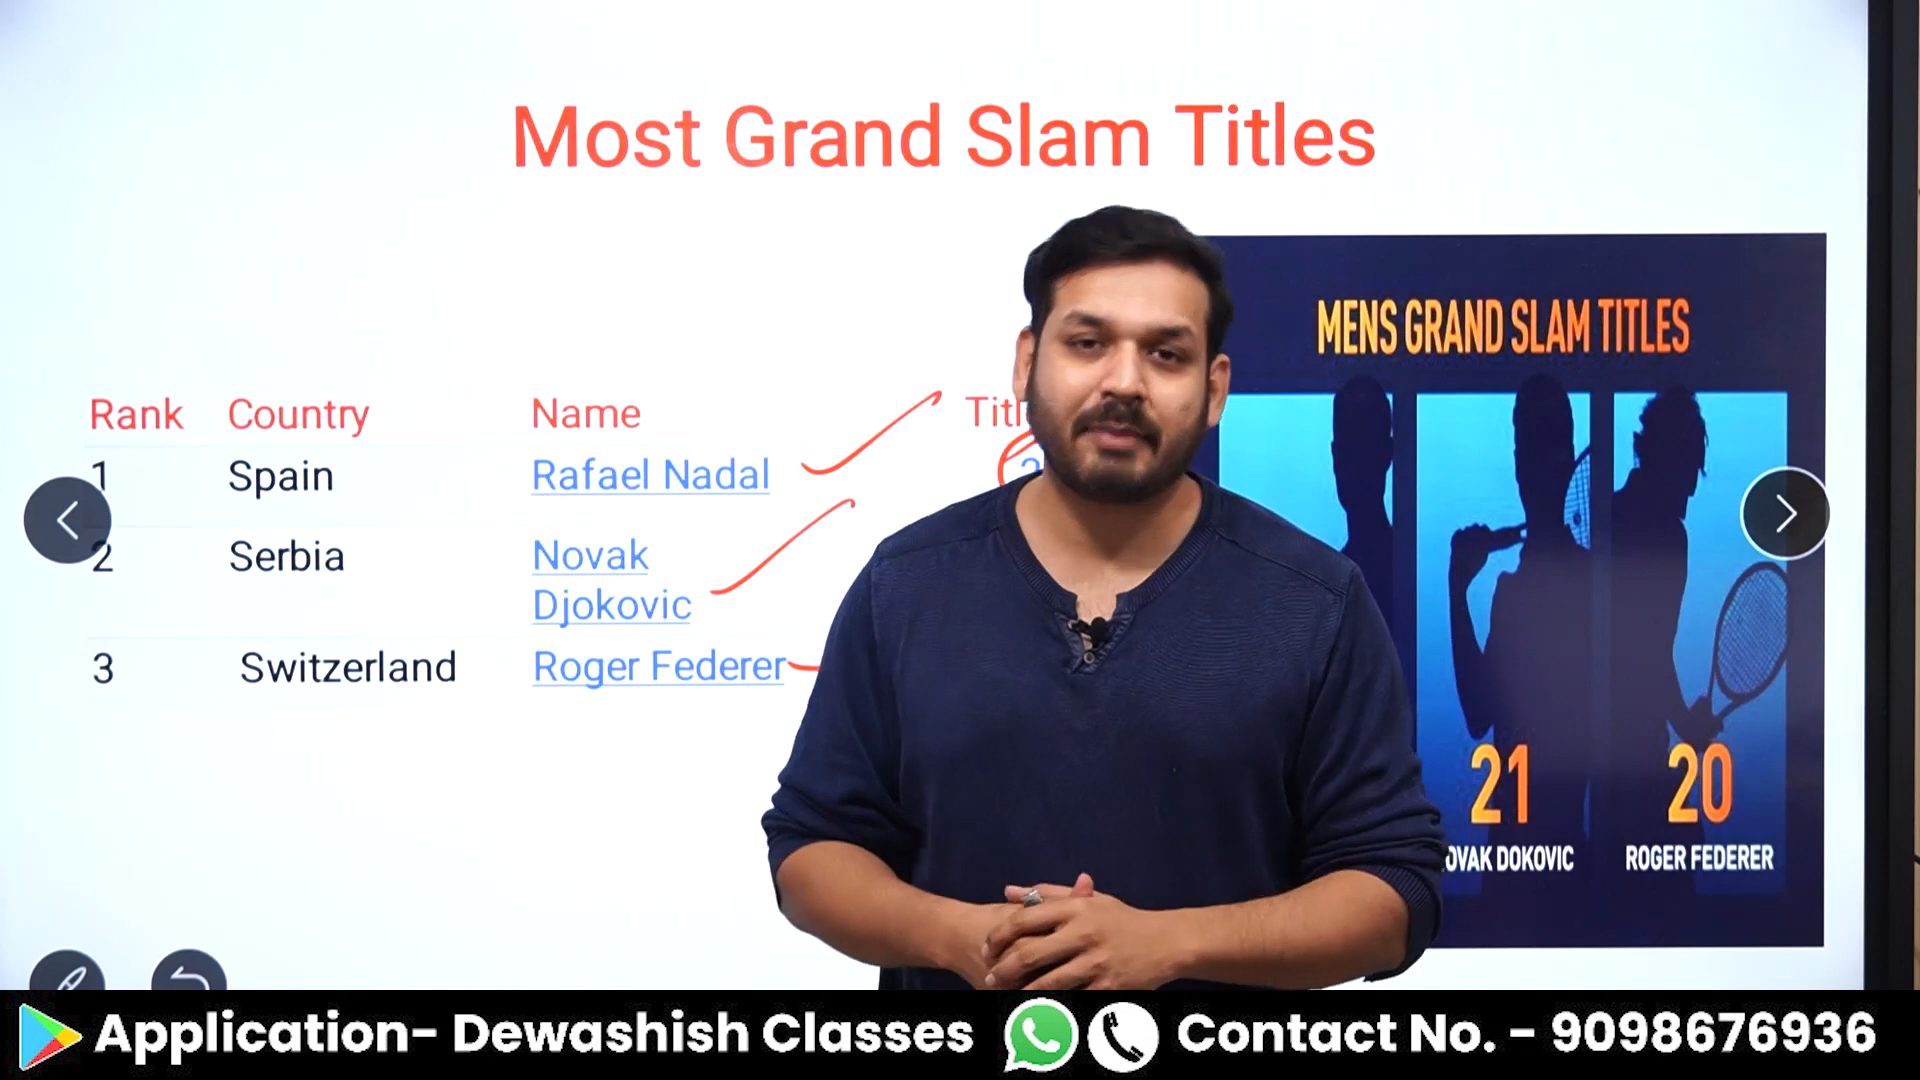 Most Grand Slam Titles
MENS GRAND SLAM TITLES
Rank Country Name
1 Spain Rafael Nadal
2 Serbia Novak
Djokovic
3 Switzerland Roger Federer
21 20
DOKOVIC ROGER FEDERER
Application- Dewashish Classes Contact No. - 9098676936